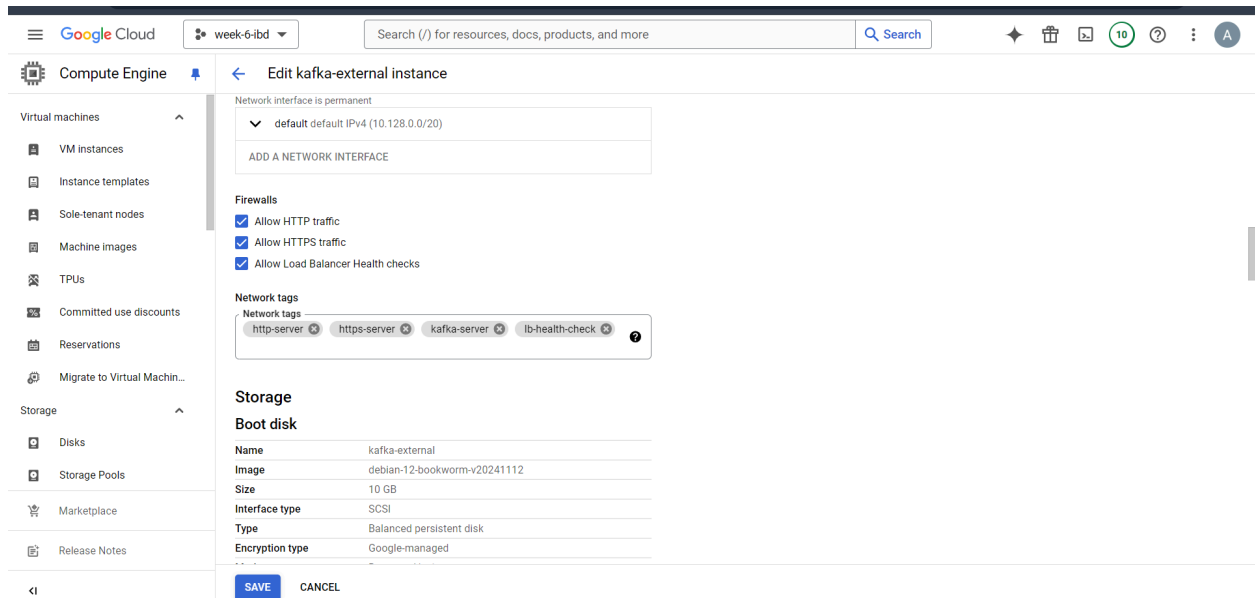 Google Cloud
week-6-ibd
Search (/) for resources, docs, products, and more
Search
10
A
Compute Engine
Edit kafka-external instance
Virtual machines
VM instances
Instance templates
Sole-tenant nodes
Machine images
TPUs
Committed use discounts
Reservations
Migrate to Virtual Machin...
Storage
Disks
Storage Pools
Marketplace
Release Notes
Network interface is permanent
default default IPv4 (10.128.0.0/20)
ADD A NETWORK INTERFACE
Firewalls
Allow HTTP traffic
Allow HTTPS traffic
Allow Load Balancer Health checks
Network tags
Network tags
http-server https-server kafka-server lb-health-check
Storage
Boot disk
Name kafka-external
Image debian-12-bookworm-v20241112
Size 10 GB
Interface type SCSI
Type Balanced persistent disk
Encryption type Google-managed
SAVE CANCEL